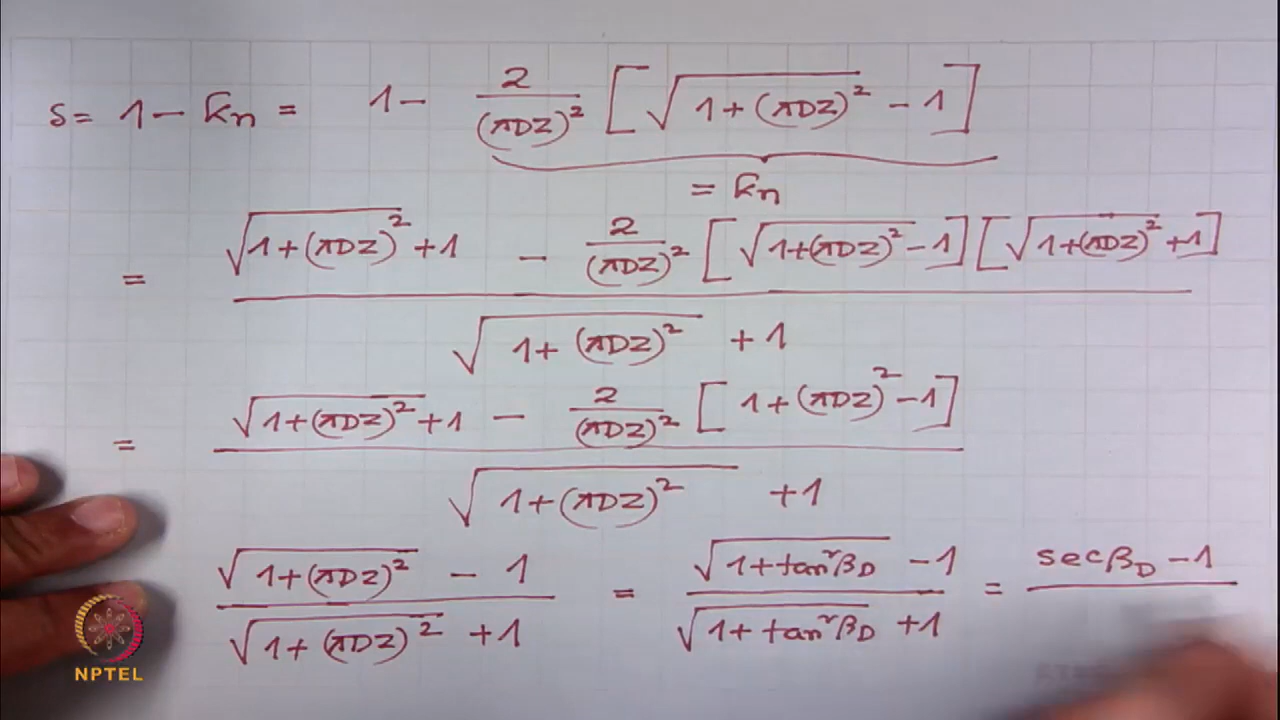 S = 1 - kn = 1 - 2/(πDZ)² [√(1+(πDZ)²) - 1]
= kn
= (√(1+(πDZ)²) + 1 - 2/(πDZ)² [√(1+(πDZ)²) - 1] [√(1+(πDZ)²) + 1]) / (√(1+(πDZ)²) + 1)
= (√(1+(πDZ)²) + 1 - 2/(πDZ)² [1+(πDZ)² - 1]) / (√(1+(πDZ)²) + 1)
(√(1+(πDZ)²) - 1) / (√(1+(πDZ)²) + 1) = (√(1+tan²β_D) - 1) / (√(1+tan²β_D) + 1) = secβ_D - 1
NPTEL